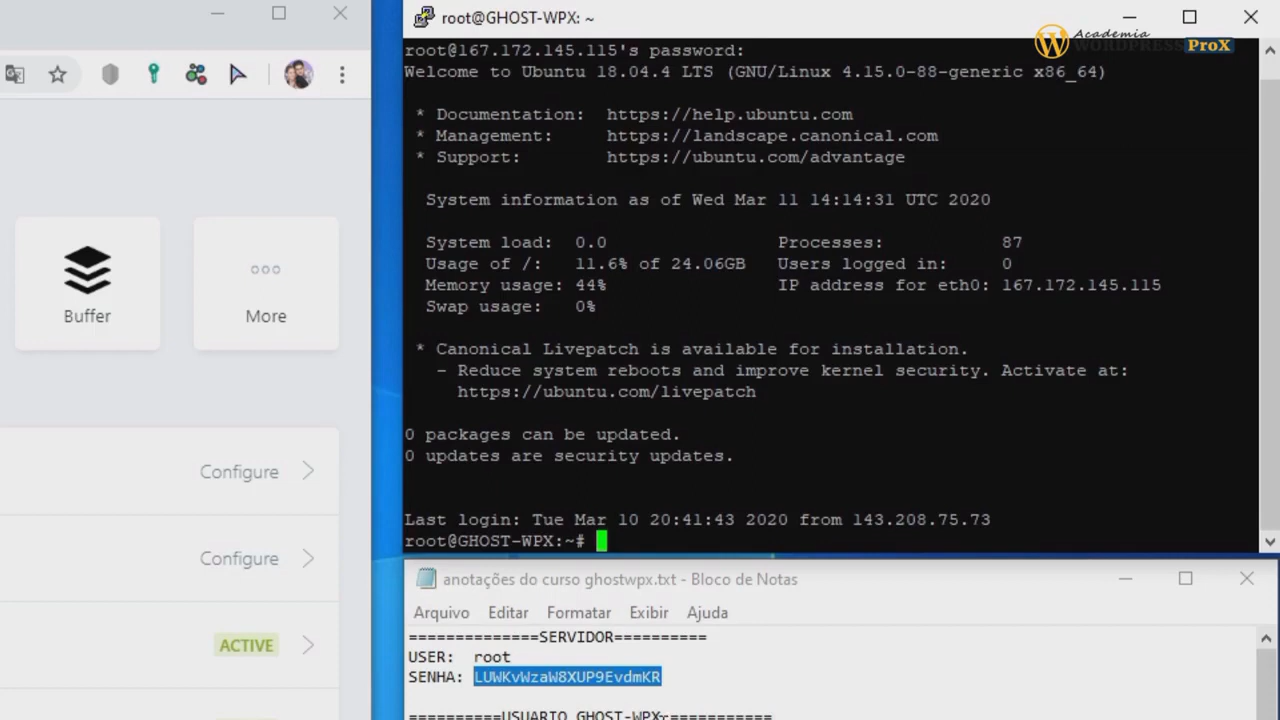 root@GHOST-WPX: ~
Academia
WORDPRESS ProX
root@167.172.145.115's password:
Welcome to Ubuntu 18.04.4 LTS (GNU/Linux 4.15.0-88-generic x86_64)
* Documentation: https://help.ubuntu.com
* Management: https://landscape.canonical.com
* Support: https://ubuntu.com/advantage
System information as of Wed Mar 11 14:14:31 UTC 2020
System load: 0.0 Processes: 87
Usage of /: 11.6% of 24.06GB Users logged in: 0
Memory usage: 44% IP address for eth0: 167.172.145.115
Swap usage: 0%
* Canonical Livepatch is available for installation.
- Reduce system reboots and improve kernel security. Activate at:
https://ubuntu.com/livepatch
0 packages can be updated.
0 updates are security updates.
Last login: Tue Mar 10 20:41:43 2020 from 143.208.75.73
root@GHOST-WPX:~#
Buffer
More
Configure
Configure
ACTIVE
anotações do curso ghostwpx.txt - Bloco de Notas
Arquivo Editar Formatar Exibir Ajuda
==============SERVIDOR==========
USER: root
SENHA: LUWKvWzaW8XUP9EvdmKR
==========USUARIO GHOST-WPX===========